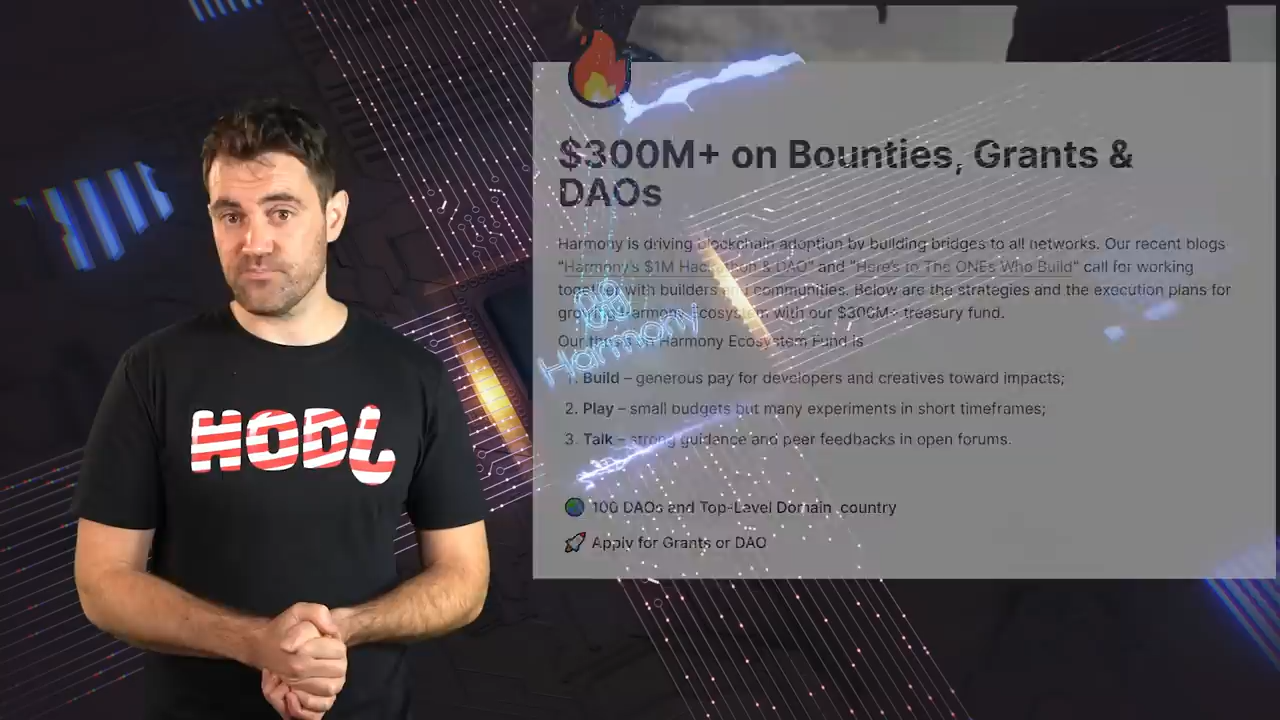 $300M+ on Bounties, Grants &
DAOs
Harmony is driving blockchain adoption by building bridges to all networks. Our recent blogs
"Harmony's $1M Hackathon & DAO" and "Here's to The ONEs Who Build" call for working
together with builders and communities. Below are the strategies and the execution plans for
growing Harmony Ecosystem with our $300M+ treasury fund.
Our thesis on Harmony Ecosystem Fund is
1. Build – generous pay for developers and creatives toward impacts;
2. Play – small budgets but many experiments in short timeframes;
3. Talk – strong guidance and peer feedbacks in open forums.
100 DAOs and Top-Level Domain .country
Apply for Grants or DAO
Harmony
HODL